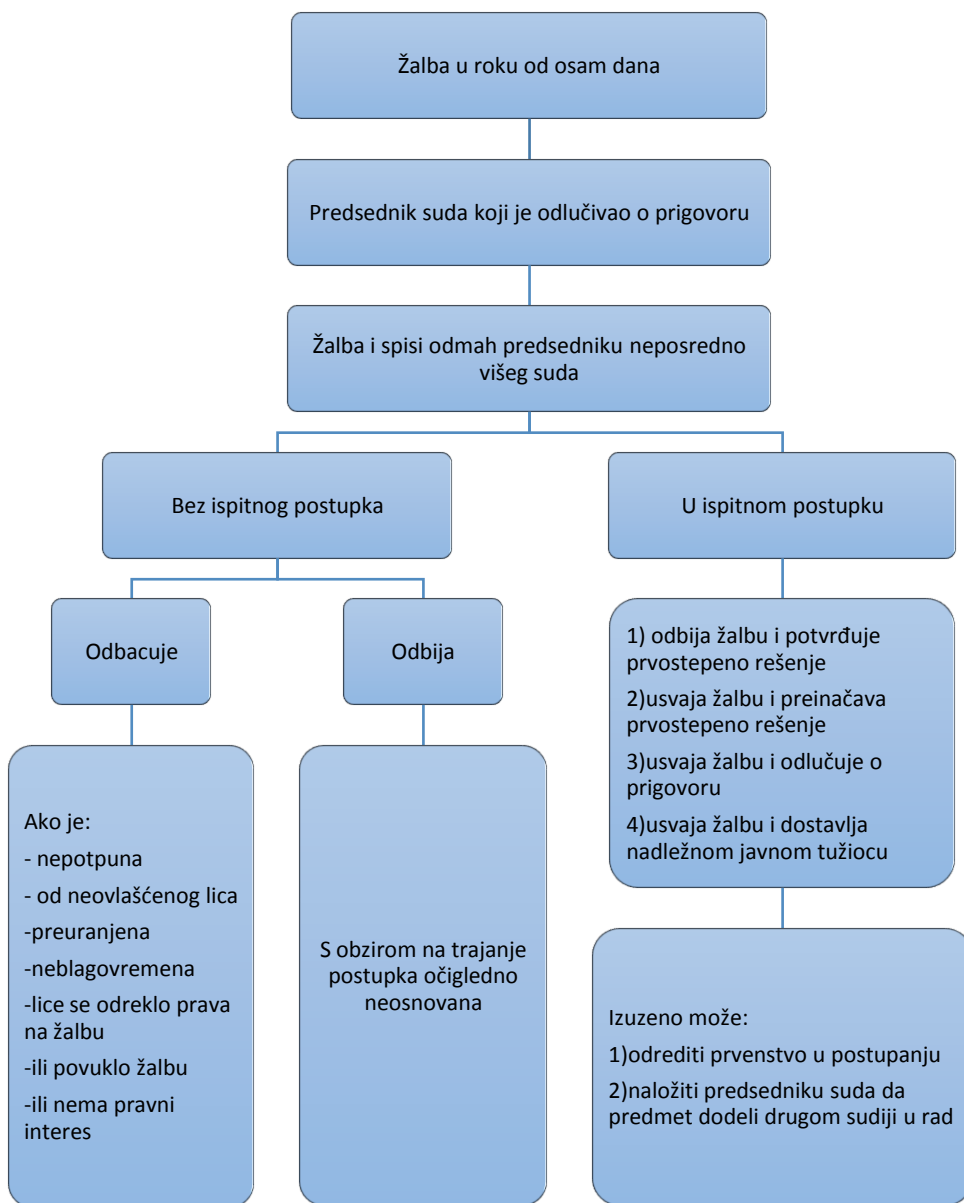 Žalba u roku od osam dana
Predsednik suda koji je odlučivao o prigovoru
Žalba i spisi odmah predsedniku neposredno
višeg suda
Bez ispitnog postupka
U ispitnom postupku
Odbacuje
Odbija
1) odbija žalbu i potvrđuje
prvostepeno rešenje
2)usvaja žalbu i preinačava
prvostepeno rešenje
3)usvaja žalbu i odlučuje o
prigovoru
4)usvaja žalbu i dostavlja
nadležnom javnom tužiocu
Ako je:
- nepotpuna
- od neovlašćenog lica
-preuranjena
-neblagovremena
-lice se odreklo prava
na žalbu
-ili povuklo žalbu
-ili nema pravni
interes
S obzirom na trajanje
postupka očigledno
neosnovana
Izuzeno može:
1)odrediti prvenstvo u postupanju
2)naložiti predsedniku suda da
predmet dodeli drugom sudiji u rad